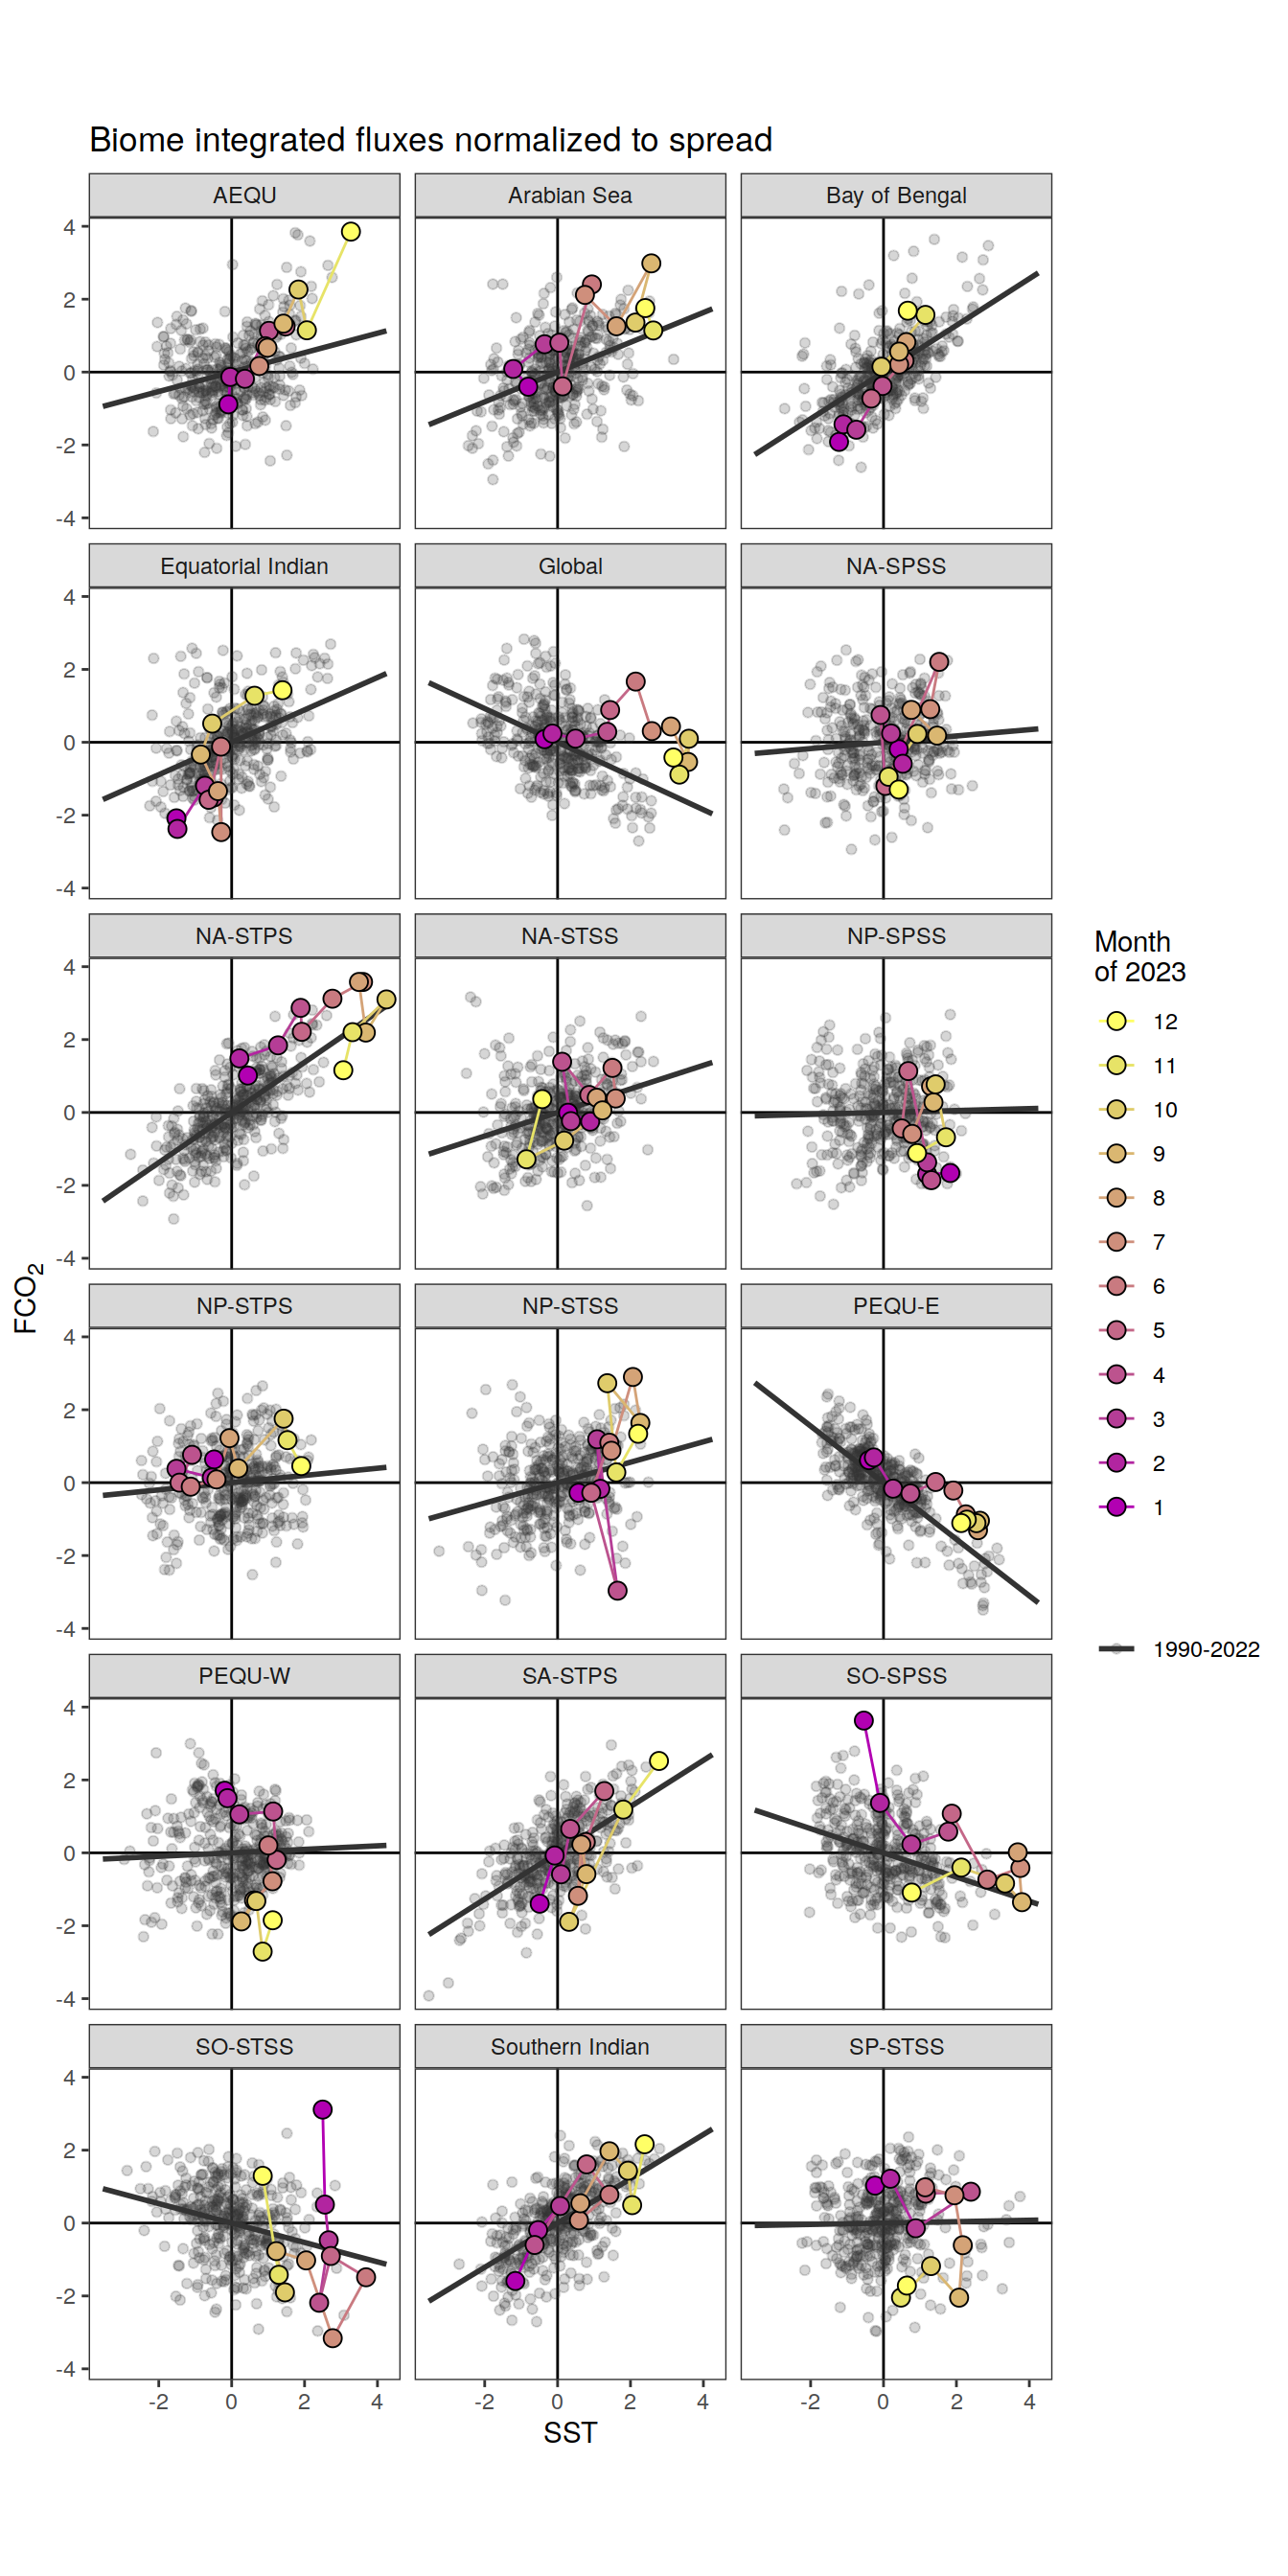 Biome integrated fluxes normalized to spread
AEQU
Arabian Sea
Bay of Bengal
4
2
0
-2
-4
Equatorial Indian
Global
NA-SPSS
4
2
0
-2
-4
NA-STPS
NA-STSS
NP-SPSS
4
2
0
-2
-4
NP-STPS
NP-STSS
PEQU-E
4
2
0
-2
-4
PEQU-W
SA-STPS
SO-SPSS
4
2
0
-2
-4
SO-STSS
Southern Indian
SP-STSS
4
2
0
-2
-4
-2 0 2 4
-2 0 2 4
-2 0 2 4
SST
FCO₂
Month
of 2023
12
11
10
9
8
7
6
5
4
3
2
1
1990-2022